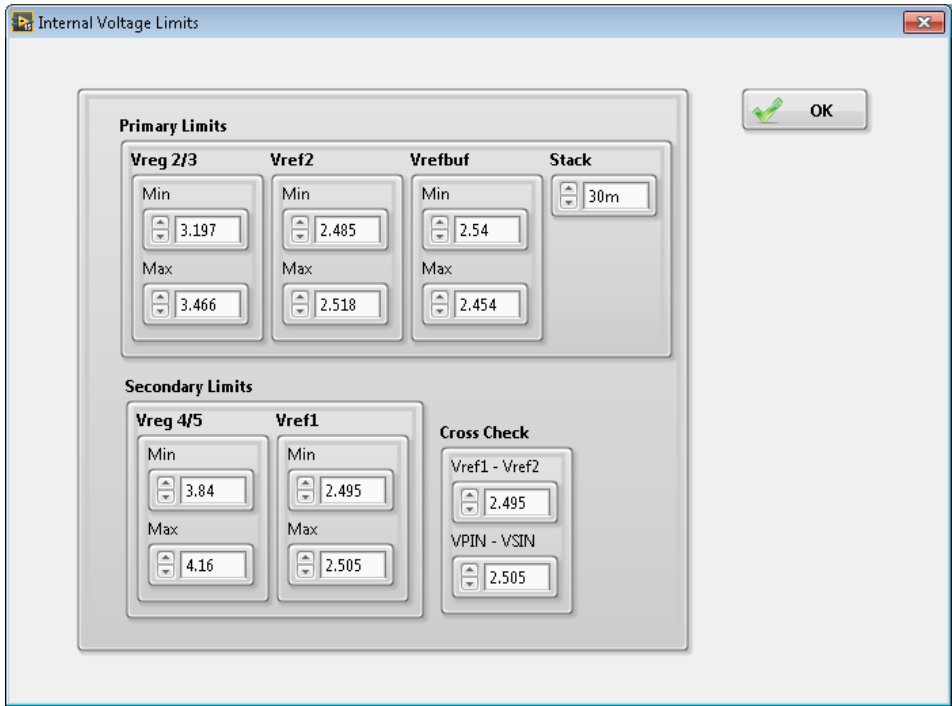 Internal Voltage Limits
OK
Primary Limits
Vreg 2/3 Vref2 Vrefbuf Stack
Min Min Min 30m
3.197 2.485 2.54
Max Max Max
3.466 2.518 2.454
Secondary Limits
Vreg 4/5 Vref1 Cross Check
Min Min Vref1 - Vref2
3.84 2.495 2.495
Max Max VPIN - VSIN
4.16 2.505 2.505